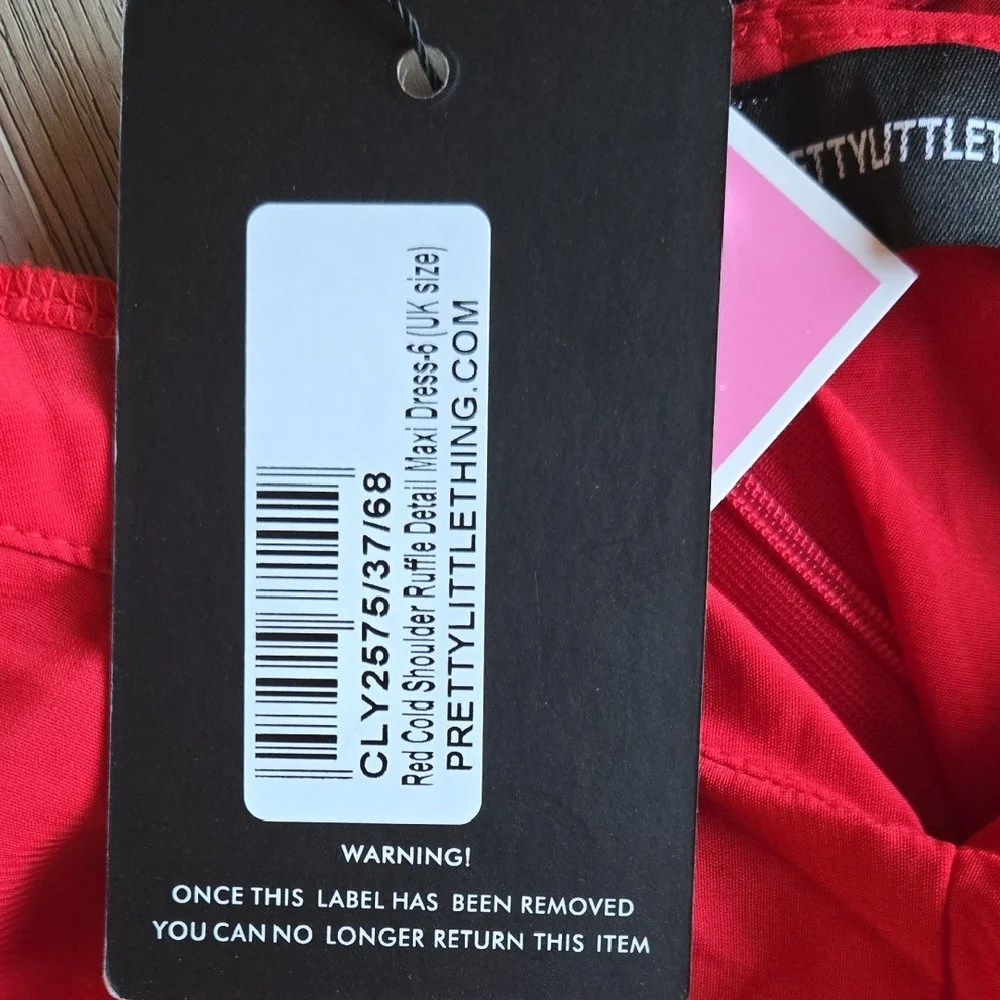 CLY2575/37/68
Red Cold Shoulder Ruffle Detail Maxi Dress-6 (UK size)
PRETTYLITTLETHING.COM
WARNING!
ONCE THIS LABEL HAS BEEN REMOVED
YOU CAN NO LONGER RETURN THIS ITEM
ETTYLITTLET